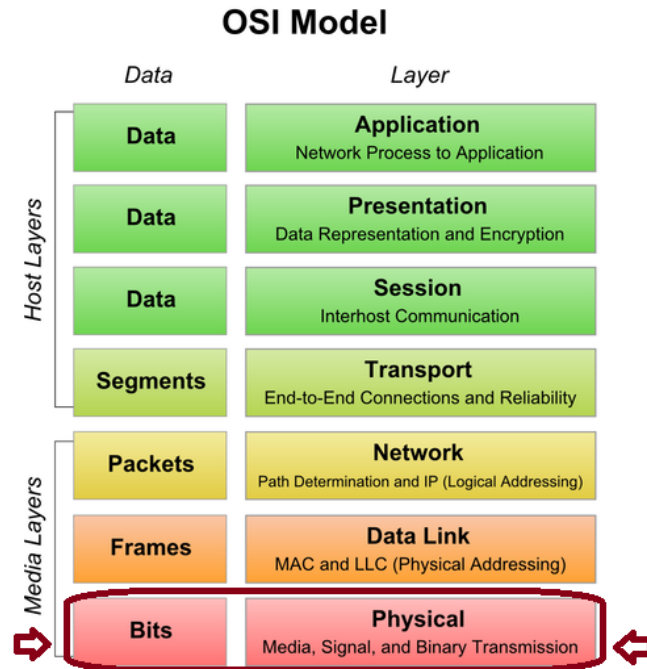 OSI Model
Data Layer
Host Layers
Data
Application
Network Process to Application
Data
Presentation
Data Representation and Encryption
Data
Session
Interhost Communication
Segments
Transport
End-to-End Connections and Reliability
Media Layers
Packets
Network
Path Determination and IP (Logical Addressing)
Frames
Data Link
MAC and LLC (Physical Addressing)
Bits
Physical
Media, Signal, and Binary Transmission